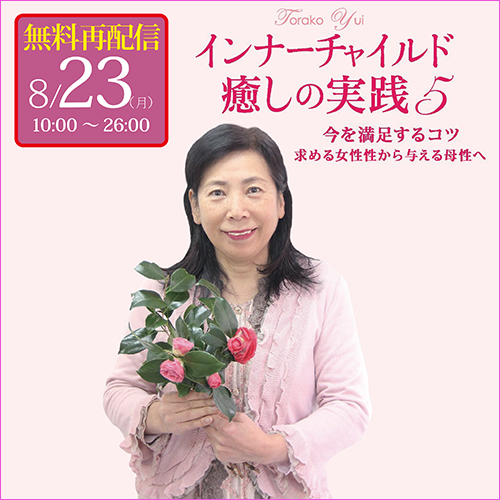 Torako Yui
無料再配信
8/23(月)
10:00 ～ 26:00
インナーチャイルド
癒しの実践5
今を満足するコツ
求める女性性から与える母性へ